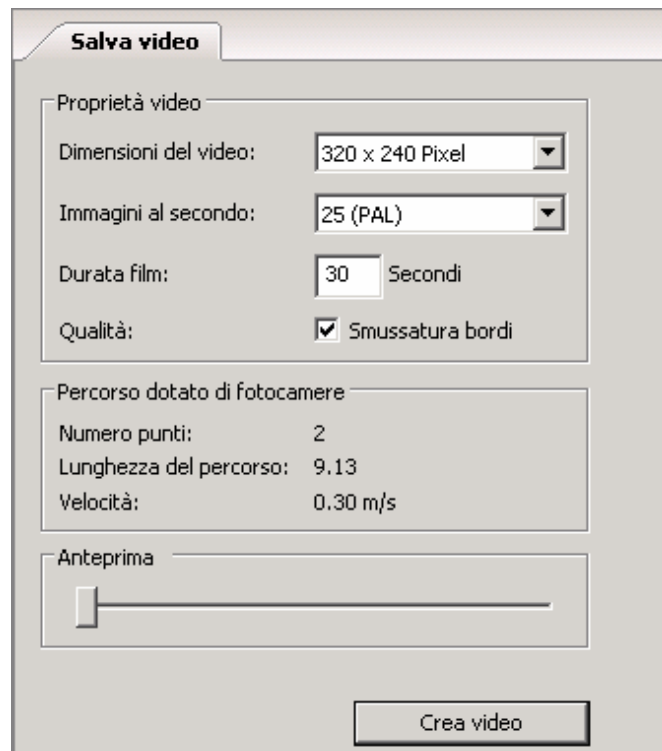 Salva video
Proprietà video
Dimensioni del video: 320 x 240 Pixel
Immagini al secondo: 25 (PAL)
Durata film: 30 Secondi
Qualità: Smussatura bordi
Percorso dotato di fotocamere
Numero punti: 2
Lunghezza del percorso: 9.13
Velocità: 0.30 m/s
Anteprima
Crea video